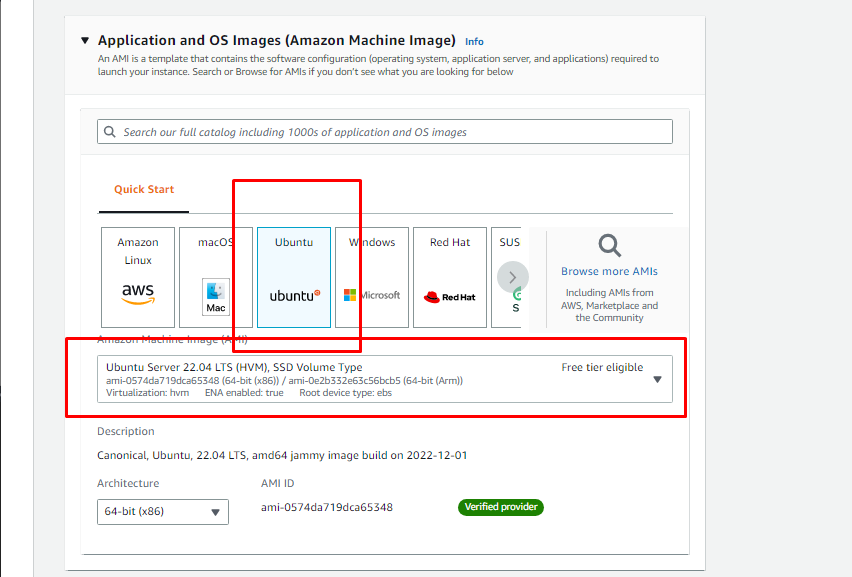 Application and OS Images (Amazon Machine Image) Info
An AMI is a template that contains the software configuration (operating system, application server, and applications) required to
launch your instance. Search or Browse for AMIs if you don't see what you are looking for below
Search our full catalog including 1000s of application and OS images
Quick Start
Amazon
Linux
aws
macOS
Mac
Ubuntu
ubuntu
Windows
Microsoft
Red Hat
Red Hat
SUS
S
Browse more AMIs
Including AMIs from
AWS, Marketplace and
the Community
Amazon Machine Image (AMI)
Ubuntu Server 22.04 LTS (HVM), SSD Volume Type Free tier eligible
ami-0574da719dca65348 (64-bit (x86)) / ami-0e2b332e63c56bcb5 (64-bit (Arm))
Virtualization: hvm ENA enabled: true Root device type: ebs
Description
Canonical, Ubuntu, 22.04 LTS, amd64 jammy image build on 2022-12-01
Architecture AMI ID
64-bit (x86) ami-0574da719dca65348 Verified provider